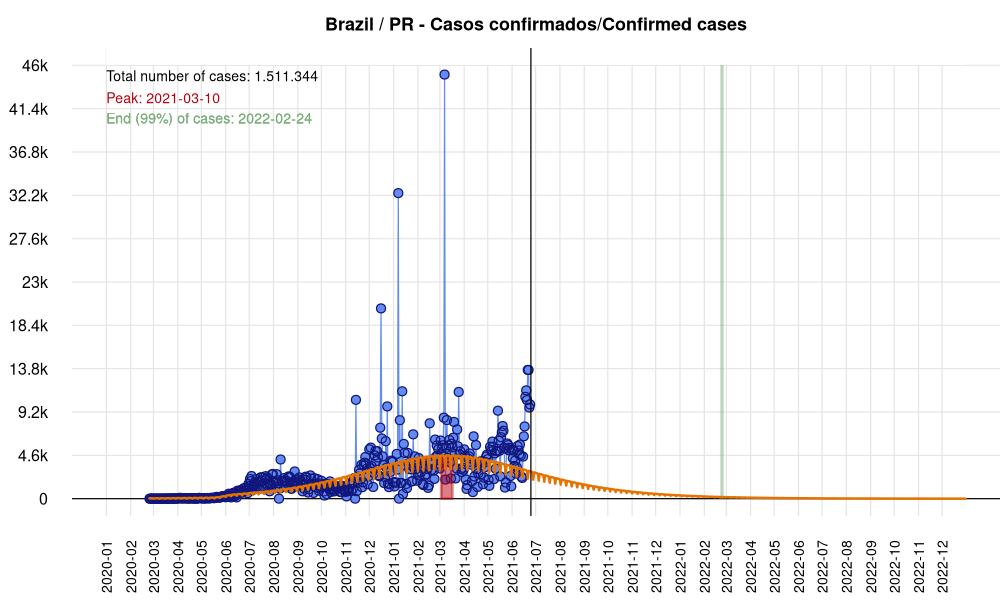 Brazil / PR - Casos confirmados/Confirmed cases
Total number of cases: 1.511.344
Peak: 2021-03-10
End (99%) of cases: 2022-02-24
46k
41.4k
36.8k
32.2k
27.6k
23k
18.4k
13.8k
9.2k
4.6k
0
2020-01
2020-02
2020-03
2020-04
2020-05
2020-06
2020-07
2020-08
2020-09
2020-10
2020-11
2020-12
2021-01
2021-02
2021-03
2021-04
2021-05
2021-06
2021-07
2021-08
2021-09
2021-10
2021-11
2021-12
2022-01
2022-02
2022-03
2022-04
2022-05
2022-06
2022-07
2022-08
2022-09
2022-10
2022-11
2022-12